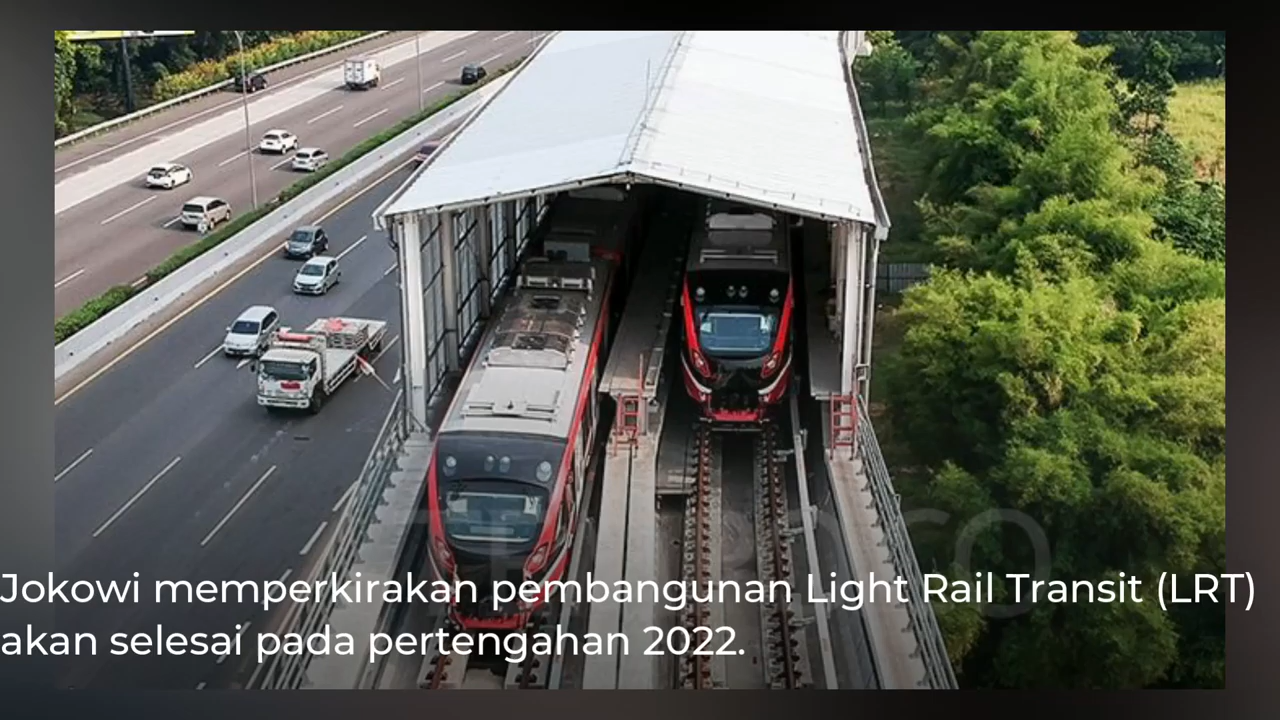 Jokowi memperkirakan pembangunan Light Rail Transit (LRT)
akan selesai pada pertengahan 2022.